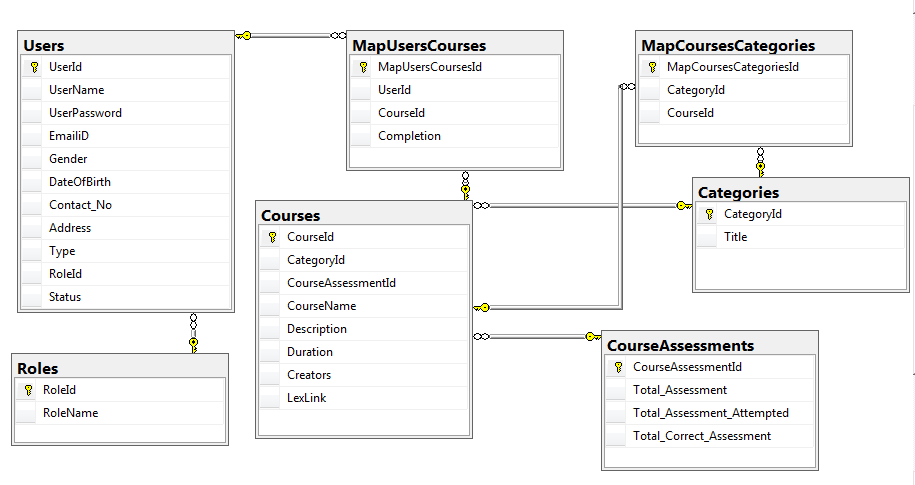 Users
UserId
UserName
UserPassword
EmailiD
Gender
DateOfBirth
Contact_No
Address
Type
RoleId
Status
MapUsersCourses
MapUsersCoursesId
UserId
CourseId
Completion
MapCoursesCategories
MapCoursesCategoriesId
CategoryId
CourseId
Categories
CategoryId
Title
Courses
CourseId
CategoryId
CourseAssessmentId
CourseName
Description
Duration
Creators
LexLink
CourseAssessments
CourseAssessmentId
Total_Assessment
Total_Assessment_Attempted
Total_Correct_Assessment
Roles
RoleId
RoleName